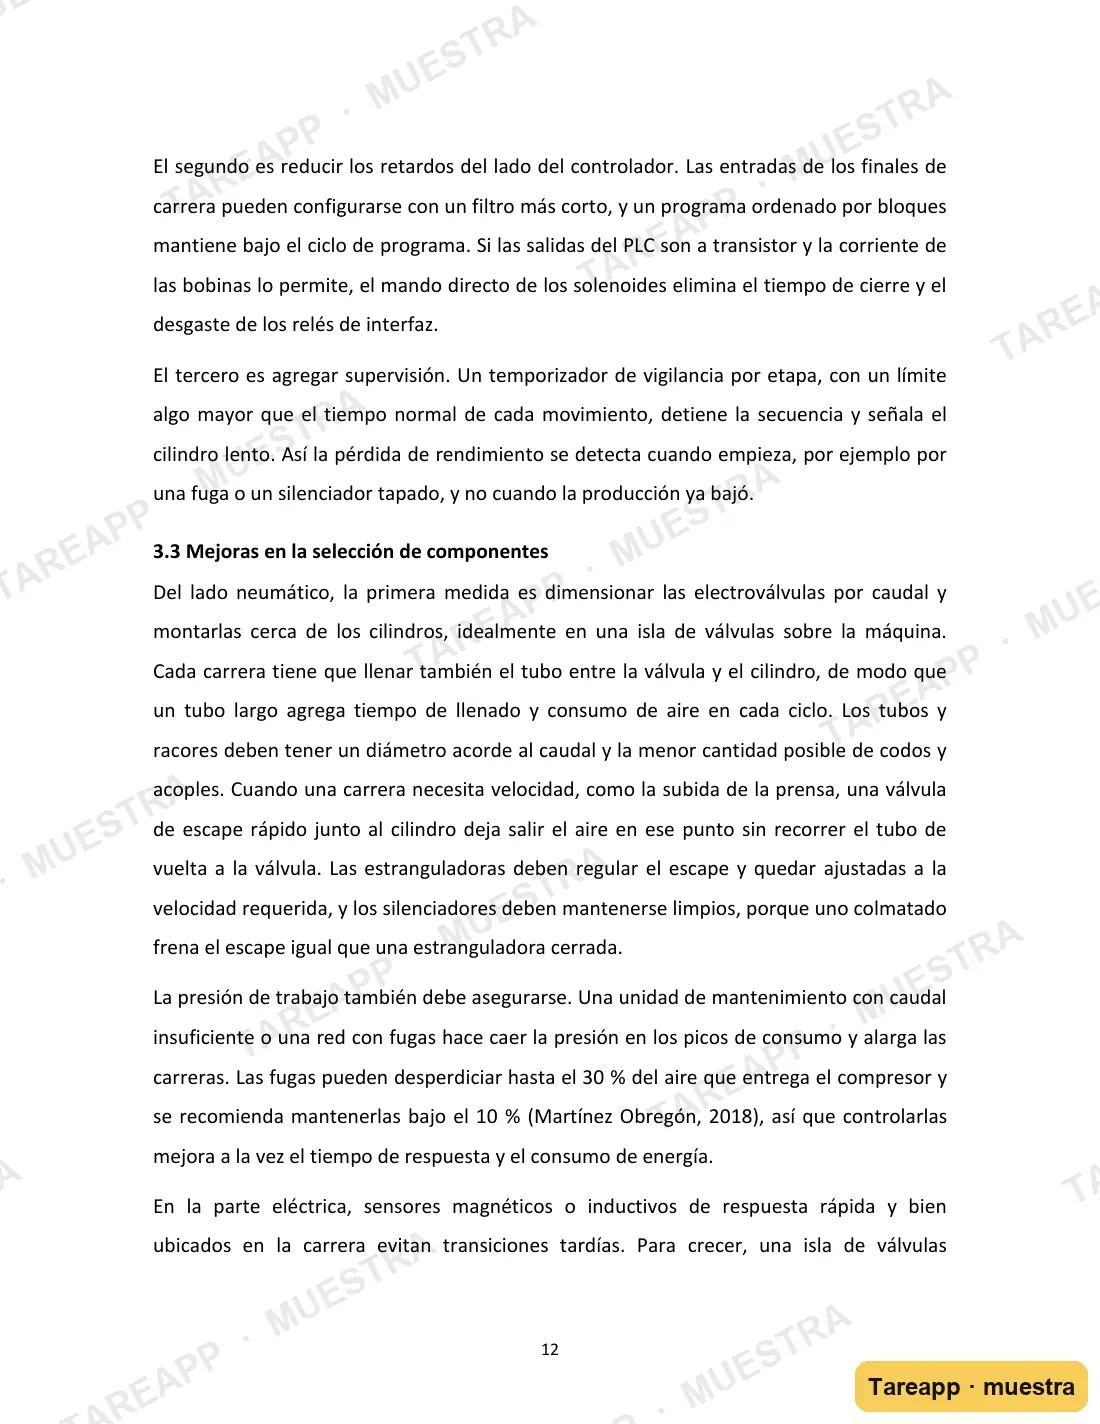 El segundo es reducir los retardos del lado del controlador. Las entradas de los finales de
carrera pueden configurarse con un filtro más corto, y un programa ordenado por bloques
mantiene bajo el ciclo de programa. Si las salidas del PLC son a transistor y la corriente de
las bobinas lo permite, el mando directo de los solenoides elimina el tiempo de cierre y el
desgaste de los relés de interfaz.
El tercero es agregar supervisión. Un temporizador de vigilancia por etapa, con un límite
algo mayor que el tiempo normal de cada movimiento, detiene la secuencia y señala el
cilindro lento. Así la pérdida de rendimiento se detecta cuando empieza, por ejemplo por
una fuga o un silenciador tapado, y no cuando la producción ya bajó.
3.3 Mejoras en la selección de componentes
Del lado neumático, la primera medida es dimensionar las electroválvulas por caudal y
montarlas cerca de los cilindros, idealmente en una isla de válvulas sobre la máquina.
Cada carrera tiene que llenar también el tubo entre la válvula y el cilindro, de modo que
un tubo largo agrega tiempo de llenado y consumo de aire en cada ciclo. Los tubos y
racores deben tener un diámetro acorde al caudal y la menor cantidad posible de codos y
acoples. Cuando una carrera necesita velocidad, como la subida de la prensa, una válvula
de escape rápido junto al cilindro deja salir el aire en ese punto sin recorrer el tubo de
vuelta a la válvula. Las estranguladoras deben regular el escape y quedar ajustadas a la
velocidad requerida, y los silenciadores deben mantenerse limpios, porque uno colmatado
frena el escape igual que una estranguladora cerrada.
La presión de trabajo también debe asegurarse. Una unidad de mantenimiento con caudal
insuficiente o una red con fugas hace caer la presión en los picos de consumo y alarga las
carreras. Las fugas pueden desperdiciar hasta el 30 % del aire que entrega el compresor y
se recomienda mantenerlas bajo el 10 % (Martínez Obregón, 2018), así que controlarlas
mejora a la vez el tiempo de respuesta y el consumo de energía.
En la parte eléctrica, sensores magnéticos o inductivos de respuesta rápida y bien
ubicados en la carrera evitan transiciones tardías. Para crecer, una isla de válvulas
12
Tareapp · muestra
TAREAPP · MUESTRA
TAREAPP · MUESTRA
TAREAPP · MUESTRA
TAREAPP · MUESTRA
TAREAPP · MUESTRA
TAREAPP · MUESTRA
TAREAPP · MUESTRA
TAREAPP · MUESTRA
· MUESTRA
· MUESTRA